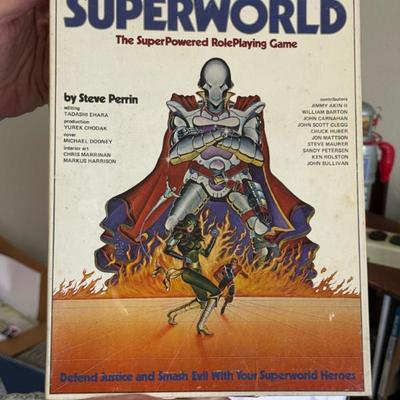 SUPERWORLD
The SuperPowered RolePlaying Game
by Steve Perrin
editing
TADASHI EHARA
production
YUREK CHODAK
cover
MICHAEL DOONEY
interior art
CHRIS MARRINAN
MARKUS HARRISON
contributors
JIMMY AKIN II
WILLIAM BARTON
JOHN CARNAHAN
JOHN SCOTT CLEGG
CHUCK HUBER
JON MATTSON
STEVE MAURER
SANDY PETERSEN
KEN ROLSTON
JOHN SULLIVAN
Defend Justice and Smash Evil With Your Superworld Heroes